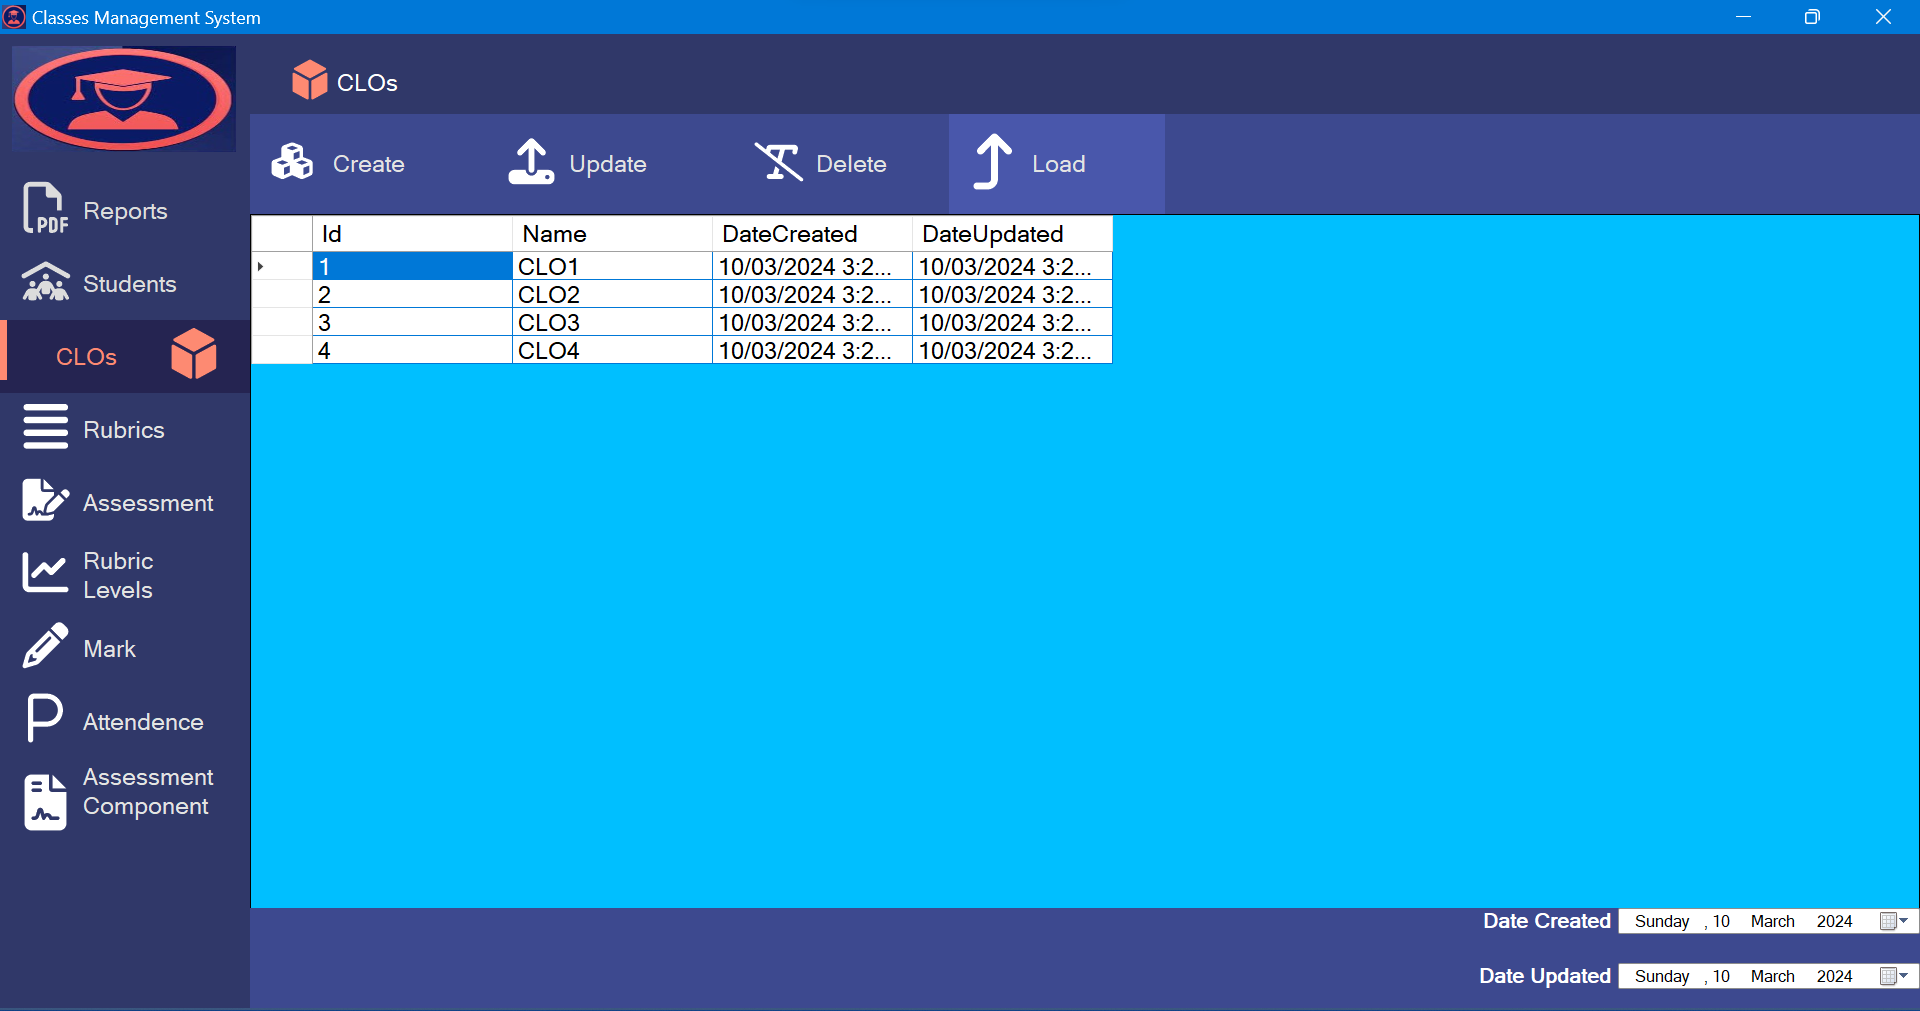 Classes Management System
CLOs
Create Update Delete Load
PDF Reports
Students
CLOs
Rubrics
Assessment
Rubric
Levels
Mark
P Attendence
Assessment
Component
Id Name DateCreated DateUpdated
1 CLO1 10/03/2024 3:2... 10/03/2024 3:2...
2 CLO2 10/03/2024 3:2... 10/03/2024 3:2...
3 CLO3 10/03/2024 3:2... 10/03/2024 3:2...
4 CLO4 10/03/2024 3:2... 10/03/2024 3:2...
Date Created Sunday , 10 March 2024
Date Updated Sunday , 10 March 2024